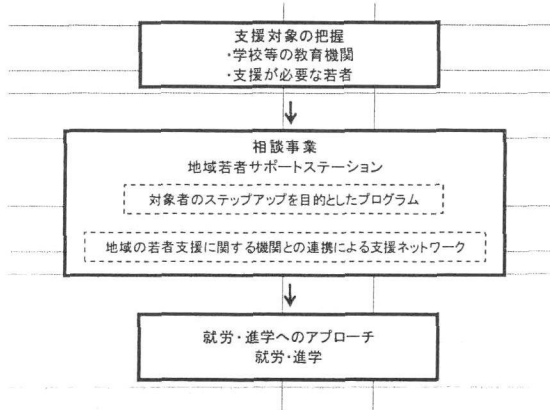 支援対象の把握
・学校等の教育機関
・支援が必要な若者
相談事業
地域若者サポートステーション
対象者のステップアップを目的としたプログラム
地域の若者支援に関する機関との連携による支援ネットワーク
就労・進学へのアプローチ
就労・進学